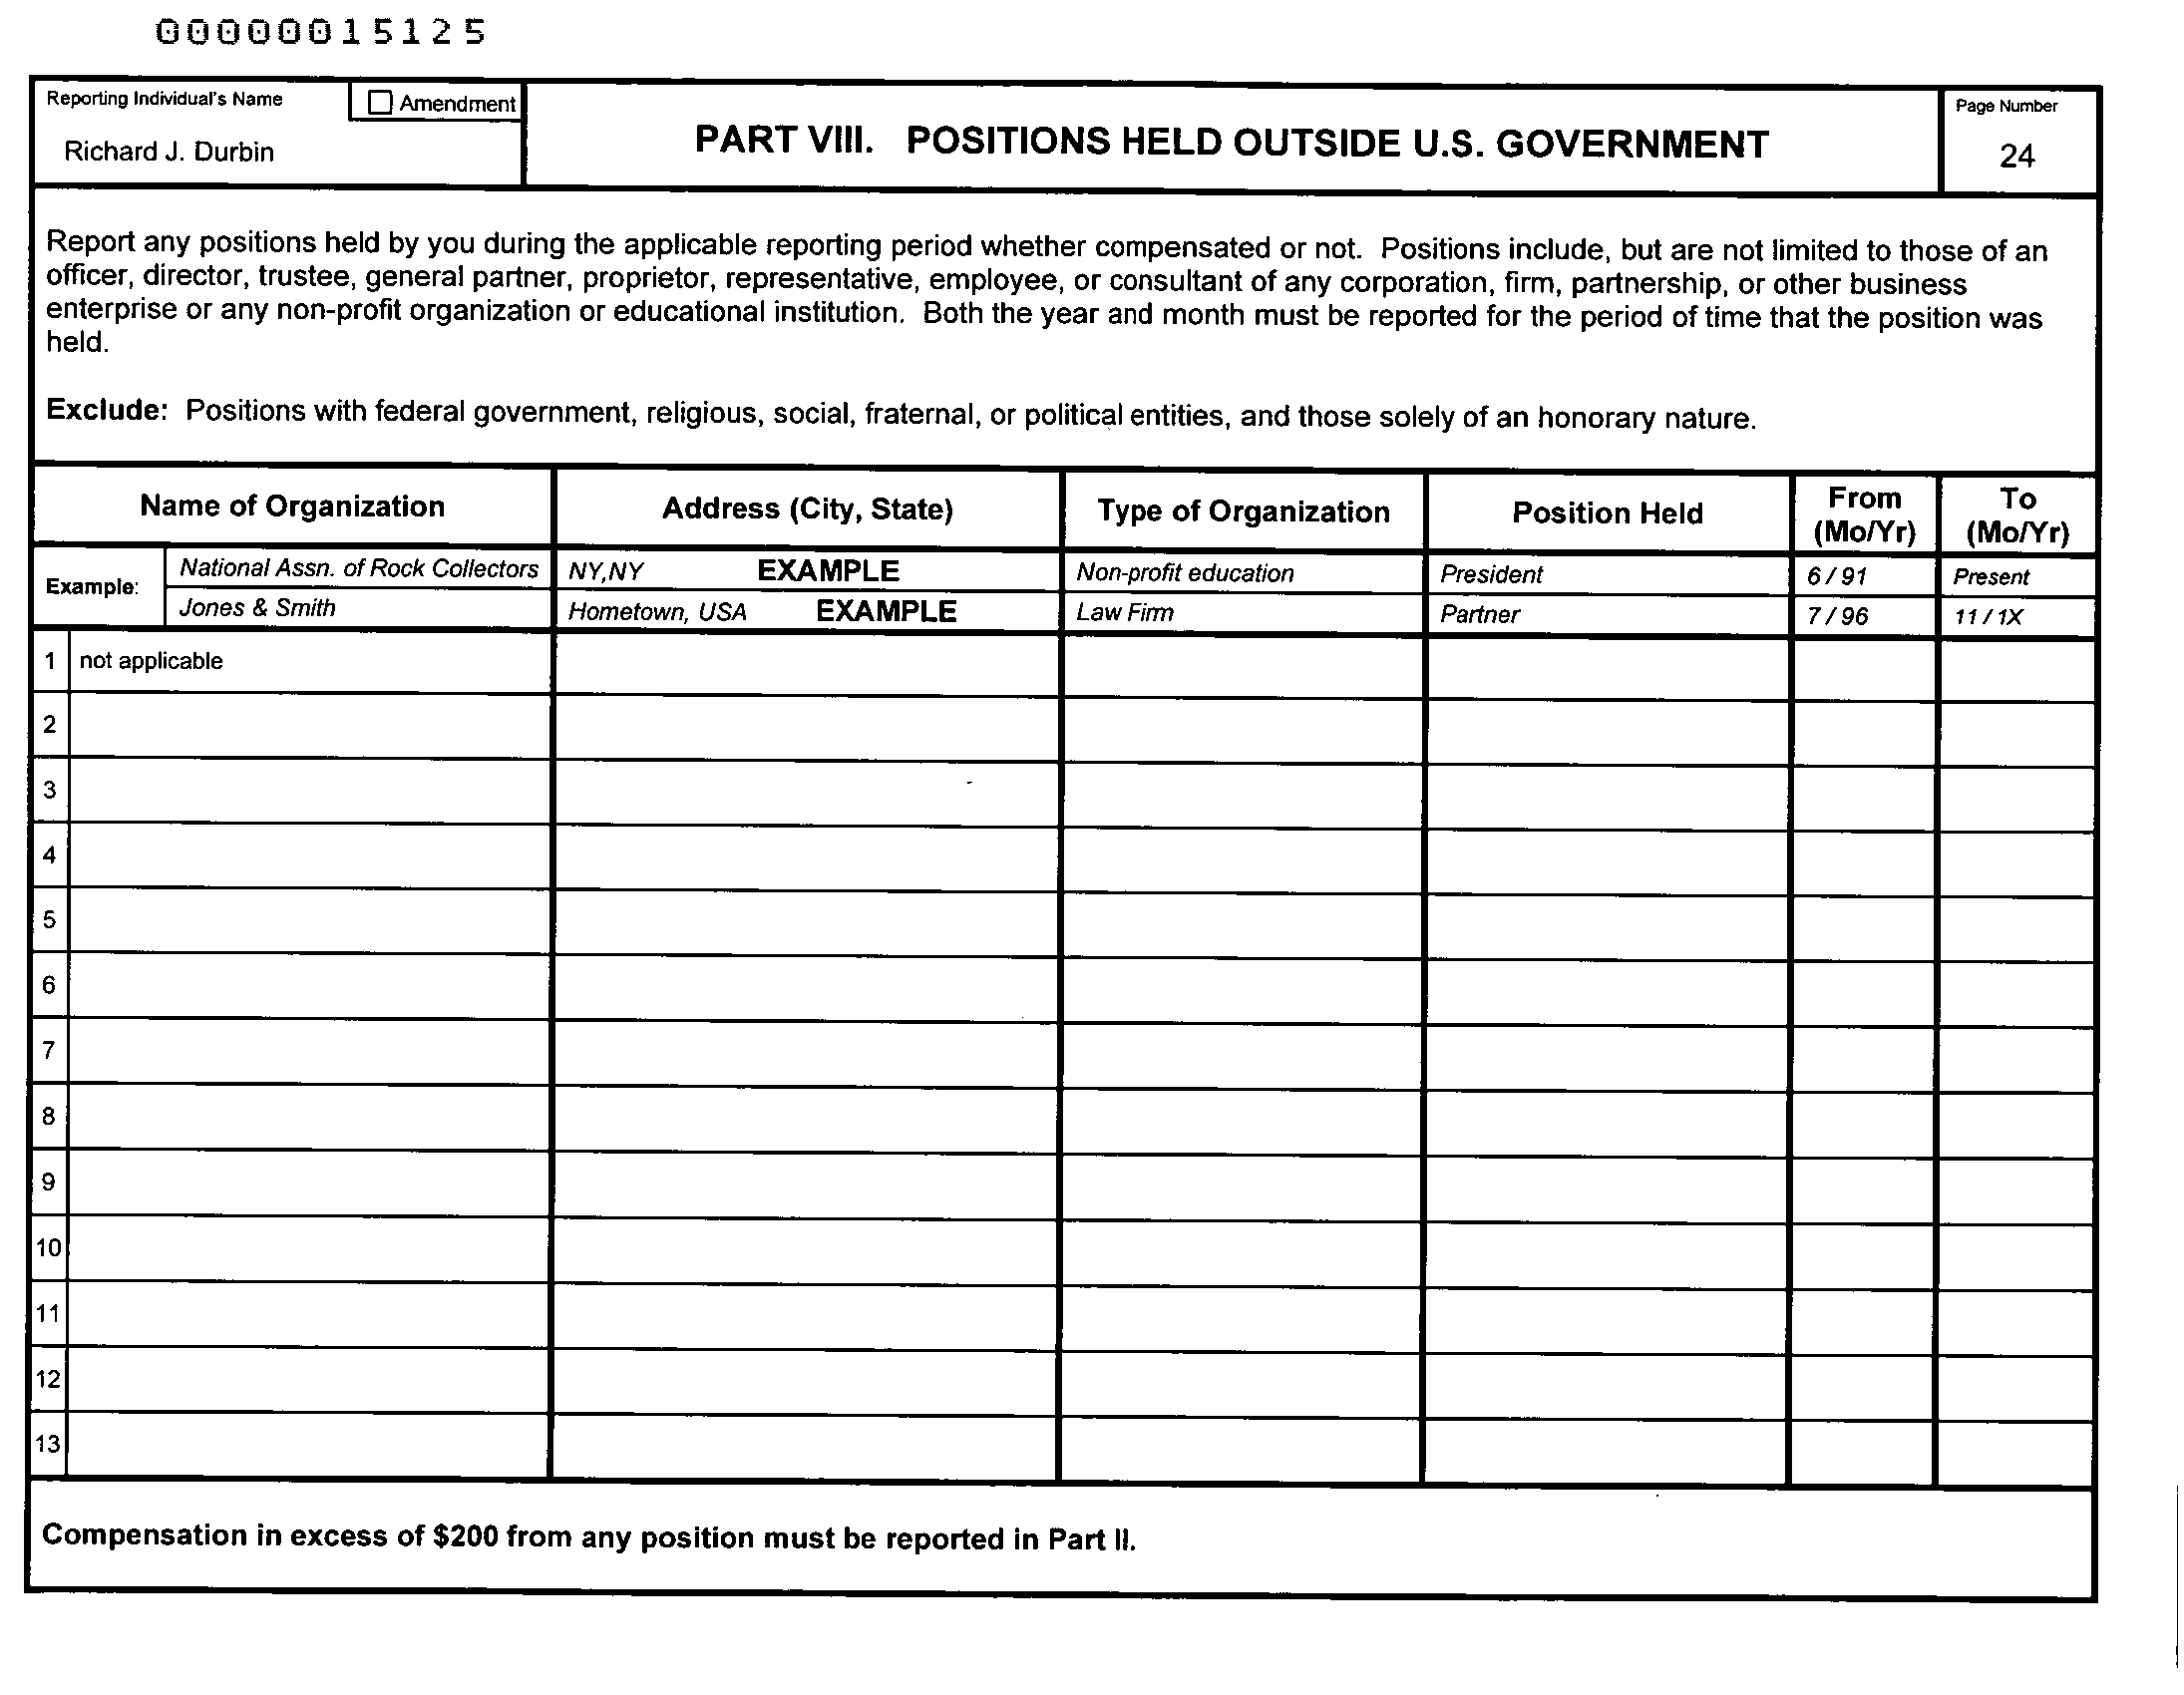 00000015125
Reporting Individual's Name
Amendment
Richard J. Durbin
PART VIII. POSITIONS HELD OUTSIDE U.S. GOVERNMENT
Page Number
24
Report any positions held by you during the applicable reporting period whether compensated or not. Positions include, but are not limited to those of an
officer, director, trustee, general partner, proprietor, representative, employee, or consultant of any corporation, firm, partnership, or other business
enterprise or any non-profit organization or educational institution. Both the year and month must be reported for the period of time that the position was
held.
Exclude: Positions with federal government, religious, social, fraternal, or political entities, and those solely of an honorary nature.
Name of Organization Address (City, State) Type of Organization Position Held From (Mo/Yr) To (Mo/Yr)
Example:
National Assn. of Rock Collectors NY,NY EXAMPLE Non-profit education President 6 / 91 Present
Jones & Smith Hometown, USA EXAMPLE Law Firm Partner 7 / 96 11 / 1X
1 not applicable
2
3
4
5
6
7
8
9
10
11
12
13
Compensation in excess of $200 from any position must be reported in Part II.